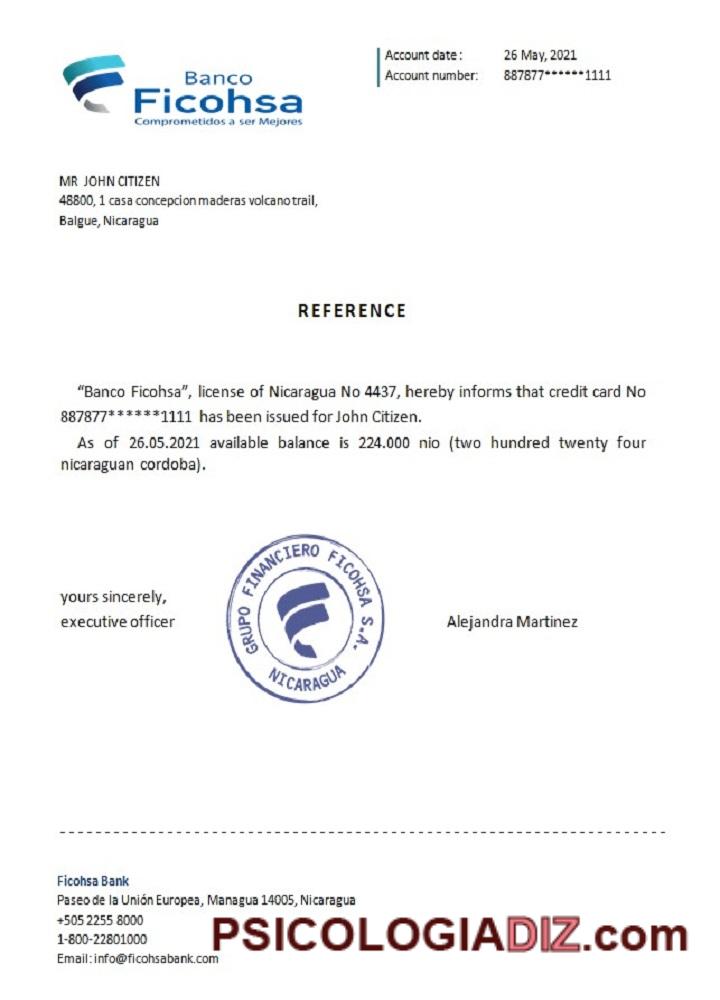 Banco
Ficohsa
Comprometidos a ser Mejores
Account date: 26 May, 2021
Account number: 887877******1111
MR JOHN CITIZEN
48800, 1 casa concepcion maderas volcano trail,
Balgue, Nicaragua
REFERENCE
“Banco Ficohsa”, license of Nicaragua No 4437, hereby informs that credit card No
887877******1111 has been issued for John Citizen.
As of 26.05.2021 available balance is 224.000 nio (two hundred twenty four
nicaraguan cordoba).
yours sincerely,
executive officer
GRUPO FINANCIERO FICOHSA S.A.
NICARAGUA
Alejandra Martinez
Ficohsa Bank
Paseo de la Unión Europea, Managua 14005, Nicaragua
+505 2255 8000
1-800-22801000
Email: info@ficohsabank.com
PSICOLOGIADIZ.com